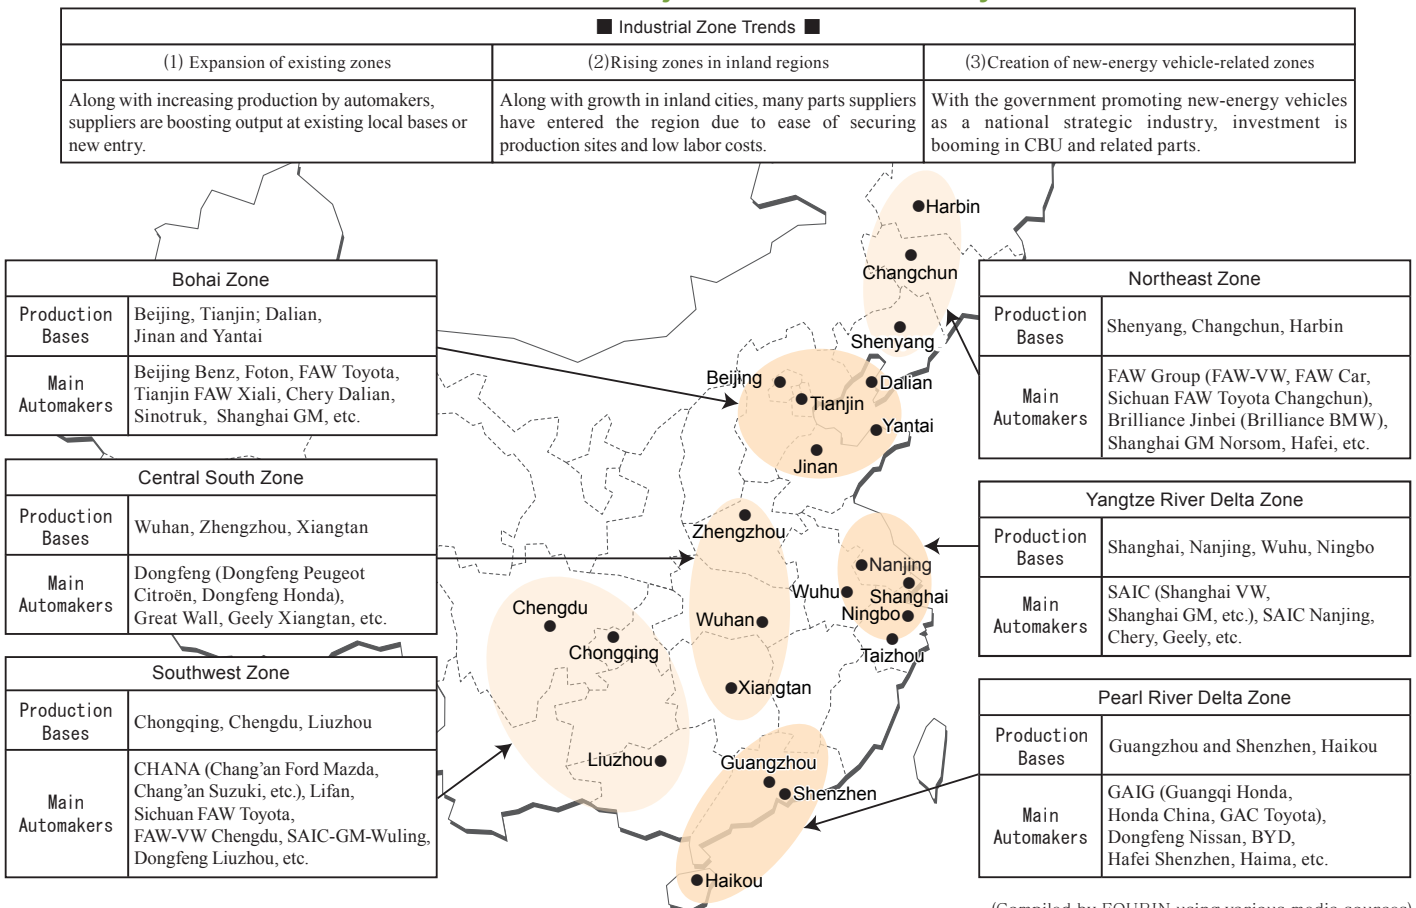 ■ Industrial Zone Trends ■
(1) Expansion of existing zones
(2)Rising zones in inland regions
(3)Creation of new-energy vehicle-related zones
Along with increasing production by automakers,
suppliers are boosting output at existing local bases or
new entry.
Along with growth in inland cities, many parts suppliers
have entered the region due to ease of securing
production sites and low labor costs.
With the government promoting new-energy vehicles
as a national strategic industry, investment is
booming in CBU and related parts.
Bohai Zone
Production
Bases
Beijing, Tianjin; Dalian,
Jinan and Yantai
Main
Automakers
Beijing Benz, Foton, FAW Toyota,
Tianjin FAW Xiali, Chery Dalian,
Sinotruk, Shanghai GM, etc.
Central South Zone
Production
Bases
Wuhan, Zhengzhou, Xiangtan
Main
Automakers
Dongfeng (Dongfeng Peugeot
Citroën, Dongfeng Honda),
Great Wall, Geely Xiangtan, etc.
Southwest Zone
Production
Bases
Chongqing, Chengdu, Liuzhou
Main
Automakers
CHANA (Chang'an Ford Mazda,
Chang'an Suzuki, etc.), Lifan,
Sichuan FAW Toyota,
FAW-VW Chengdu, SAIC-GM-Wuling,
Dongfeng Liuzhou, etc.
Harbin
Changchun
Shenyang
Beijing
Dalian
Tianjin
Yantai
Jinan
Zhengzhou
Nanjing
Wuhu
Shanghai
Ningbo
Taizhou
Chengdu
Chongqing
Wuhan
Xiangtan
Liuzhou
Guangzhou
Shenzhen
Haikou
Northeast Zone
Production
Bases
Shenyang, Changchun, Harbin
Main
Automakers
FAW Group (FAW-VW, FAW Car,
Sichuan FAW Toyota Changchun),
Brilliance Jinbei (Brilliance BMW),
Shanghai GM Norsom, Hafei, etc.
Yangtze River Delta Zone
Production
Bases
Shanghai, Nanjing, Wuhu, Ningbo
Main
Automakers
SAIC (Shanghai VW,
Shanghai GM, etc.), SAIC Nanjing,
Chery, Geely, etc.
Pearl River Delta Zone
Production
Bases
Guangzhou and Shenzhen, Haikou
Main
Automakers
GAIG (Guangqi Honda,
Honda China, GAC Toyota),
Dongfeng Nissan, BYD,
Hafei Shenzhen, Haima, etc.
(Compiled by FOURIN using various media sources)